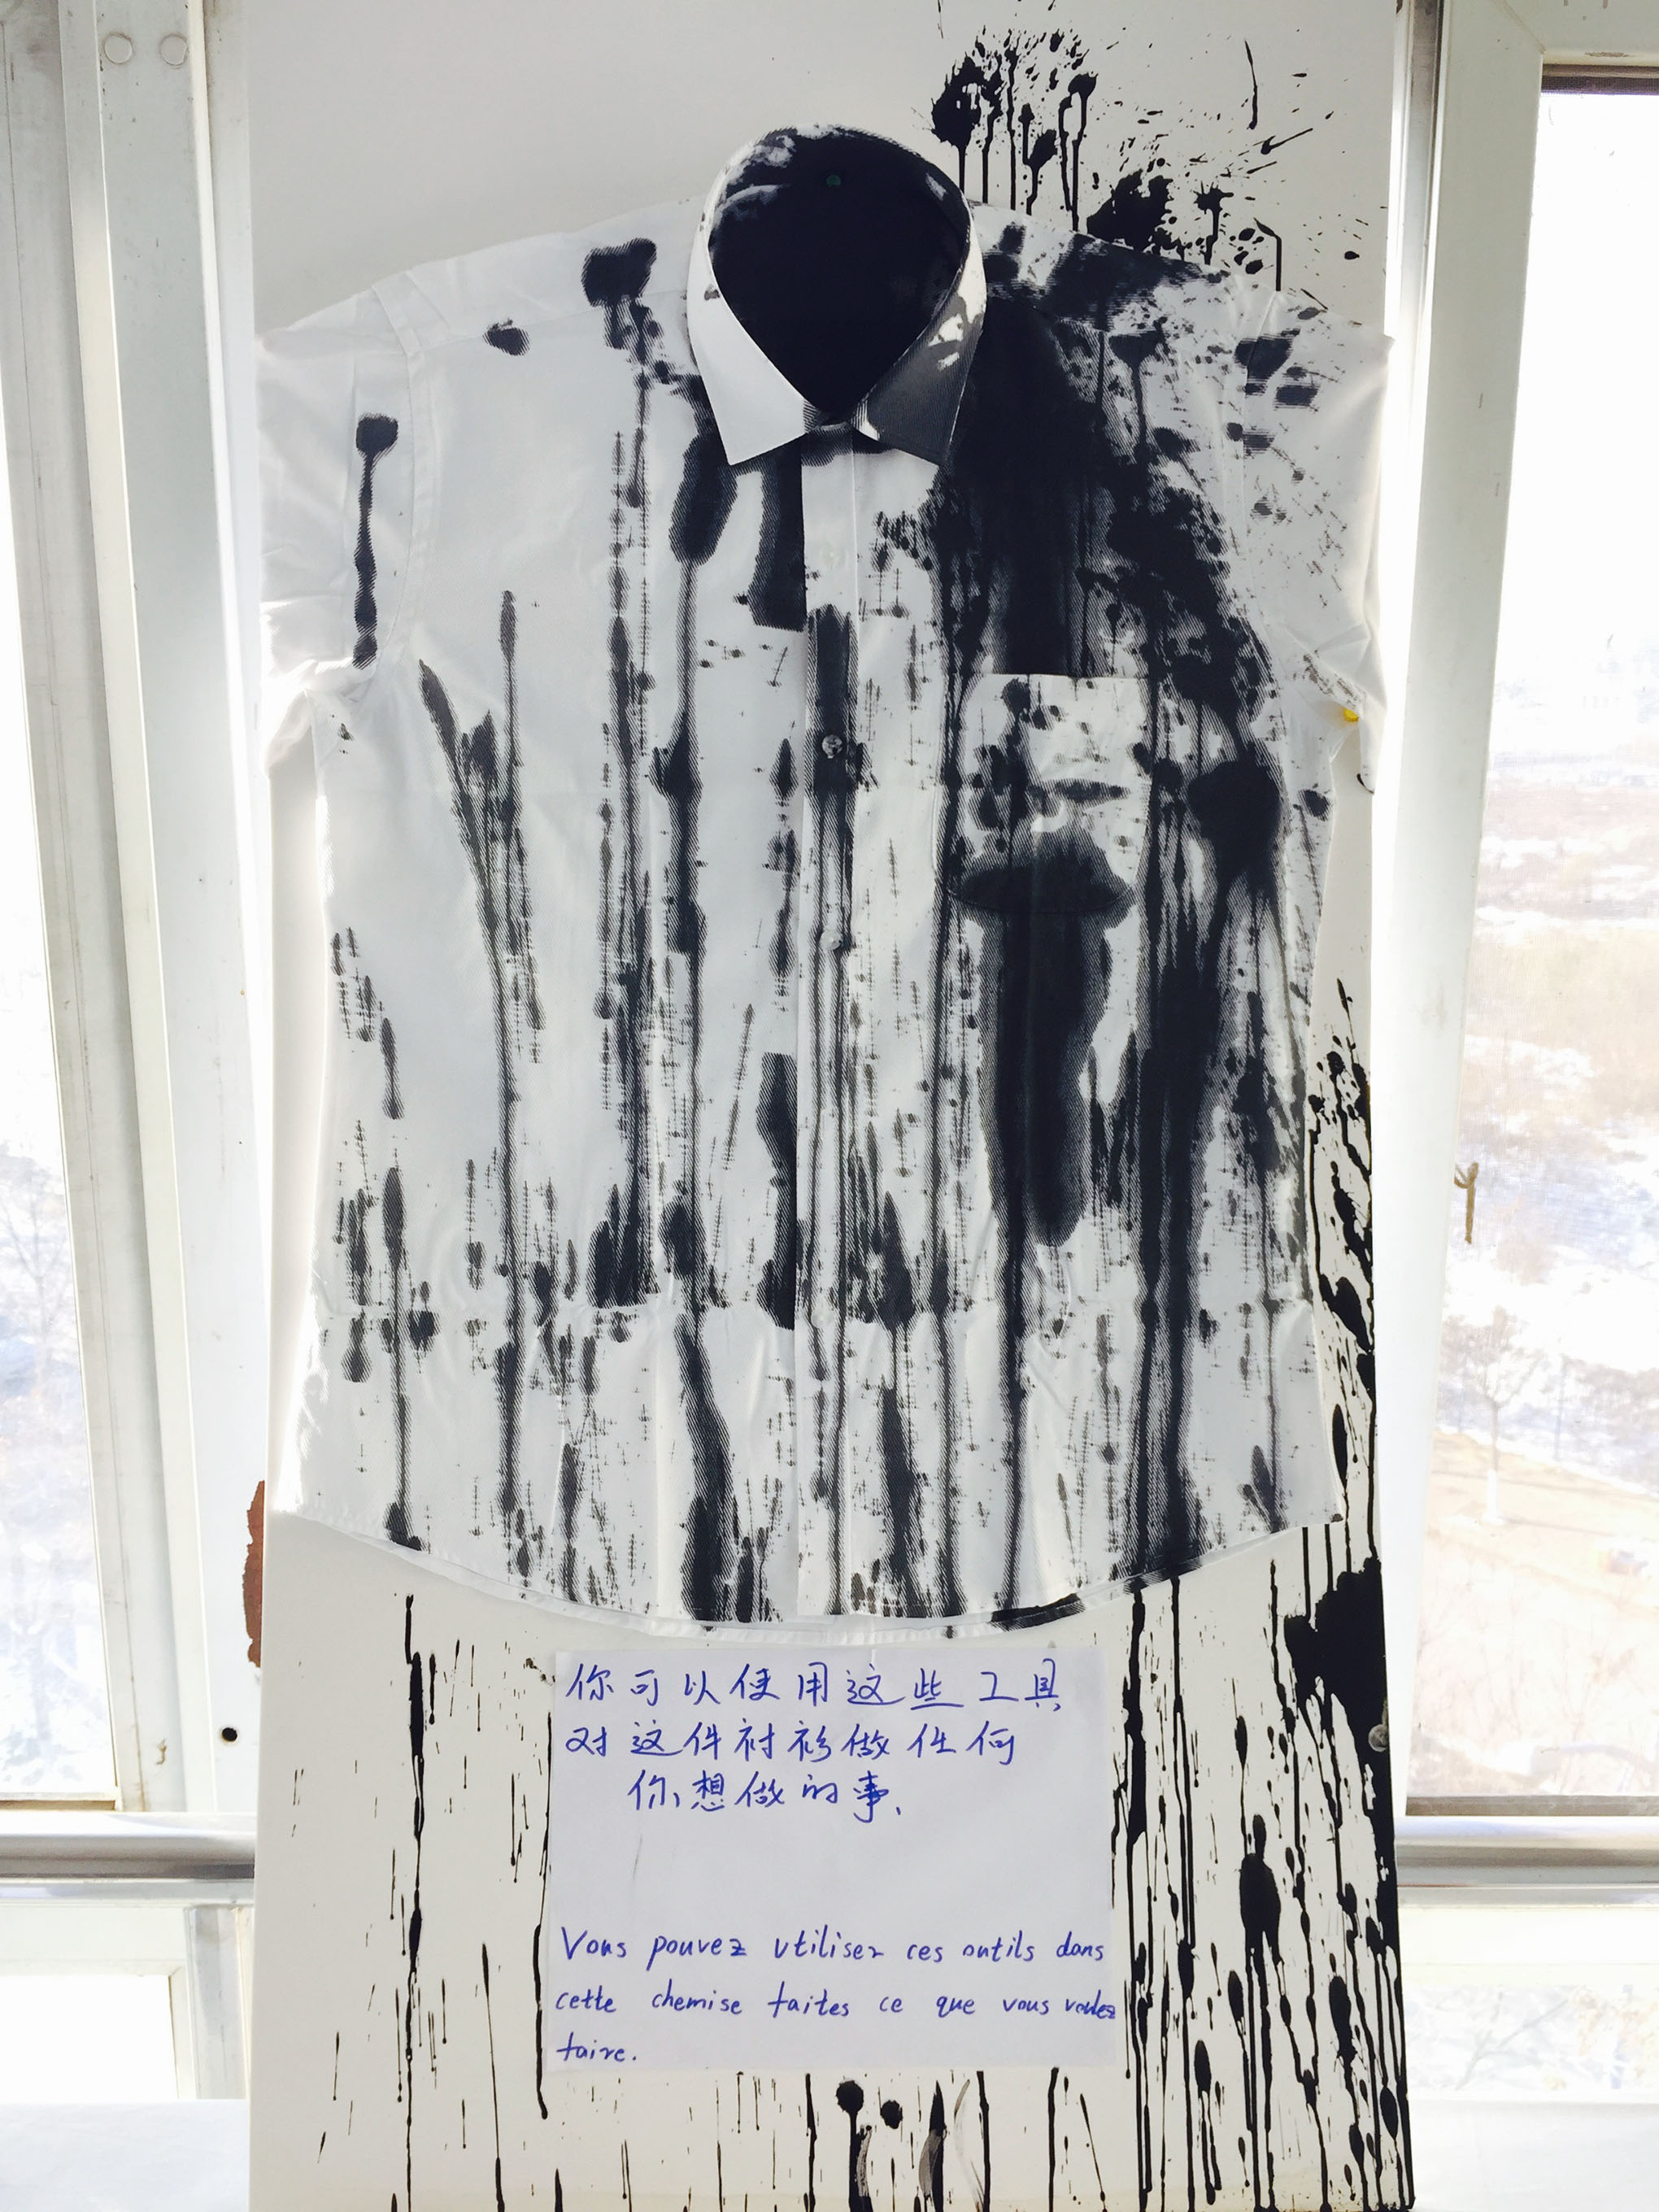 你可以使用这些工具
对这件衬衫做任何
你想做的事、
Vous pouvez utiliser ces outils dans
cette chemise faites ce que vous voulez
faire.